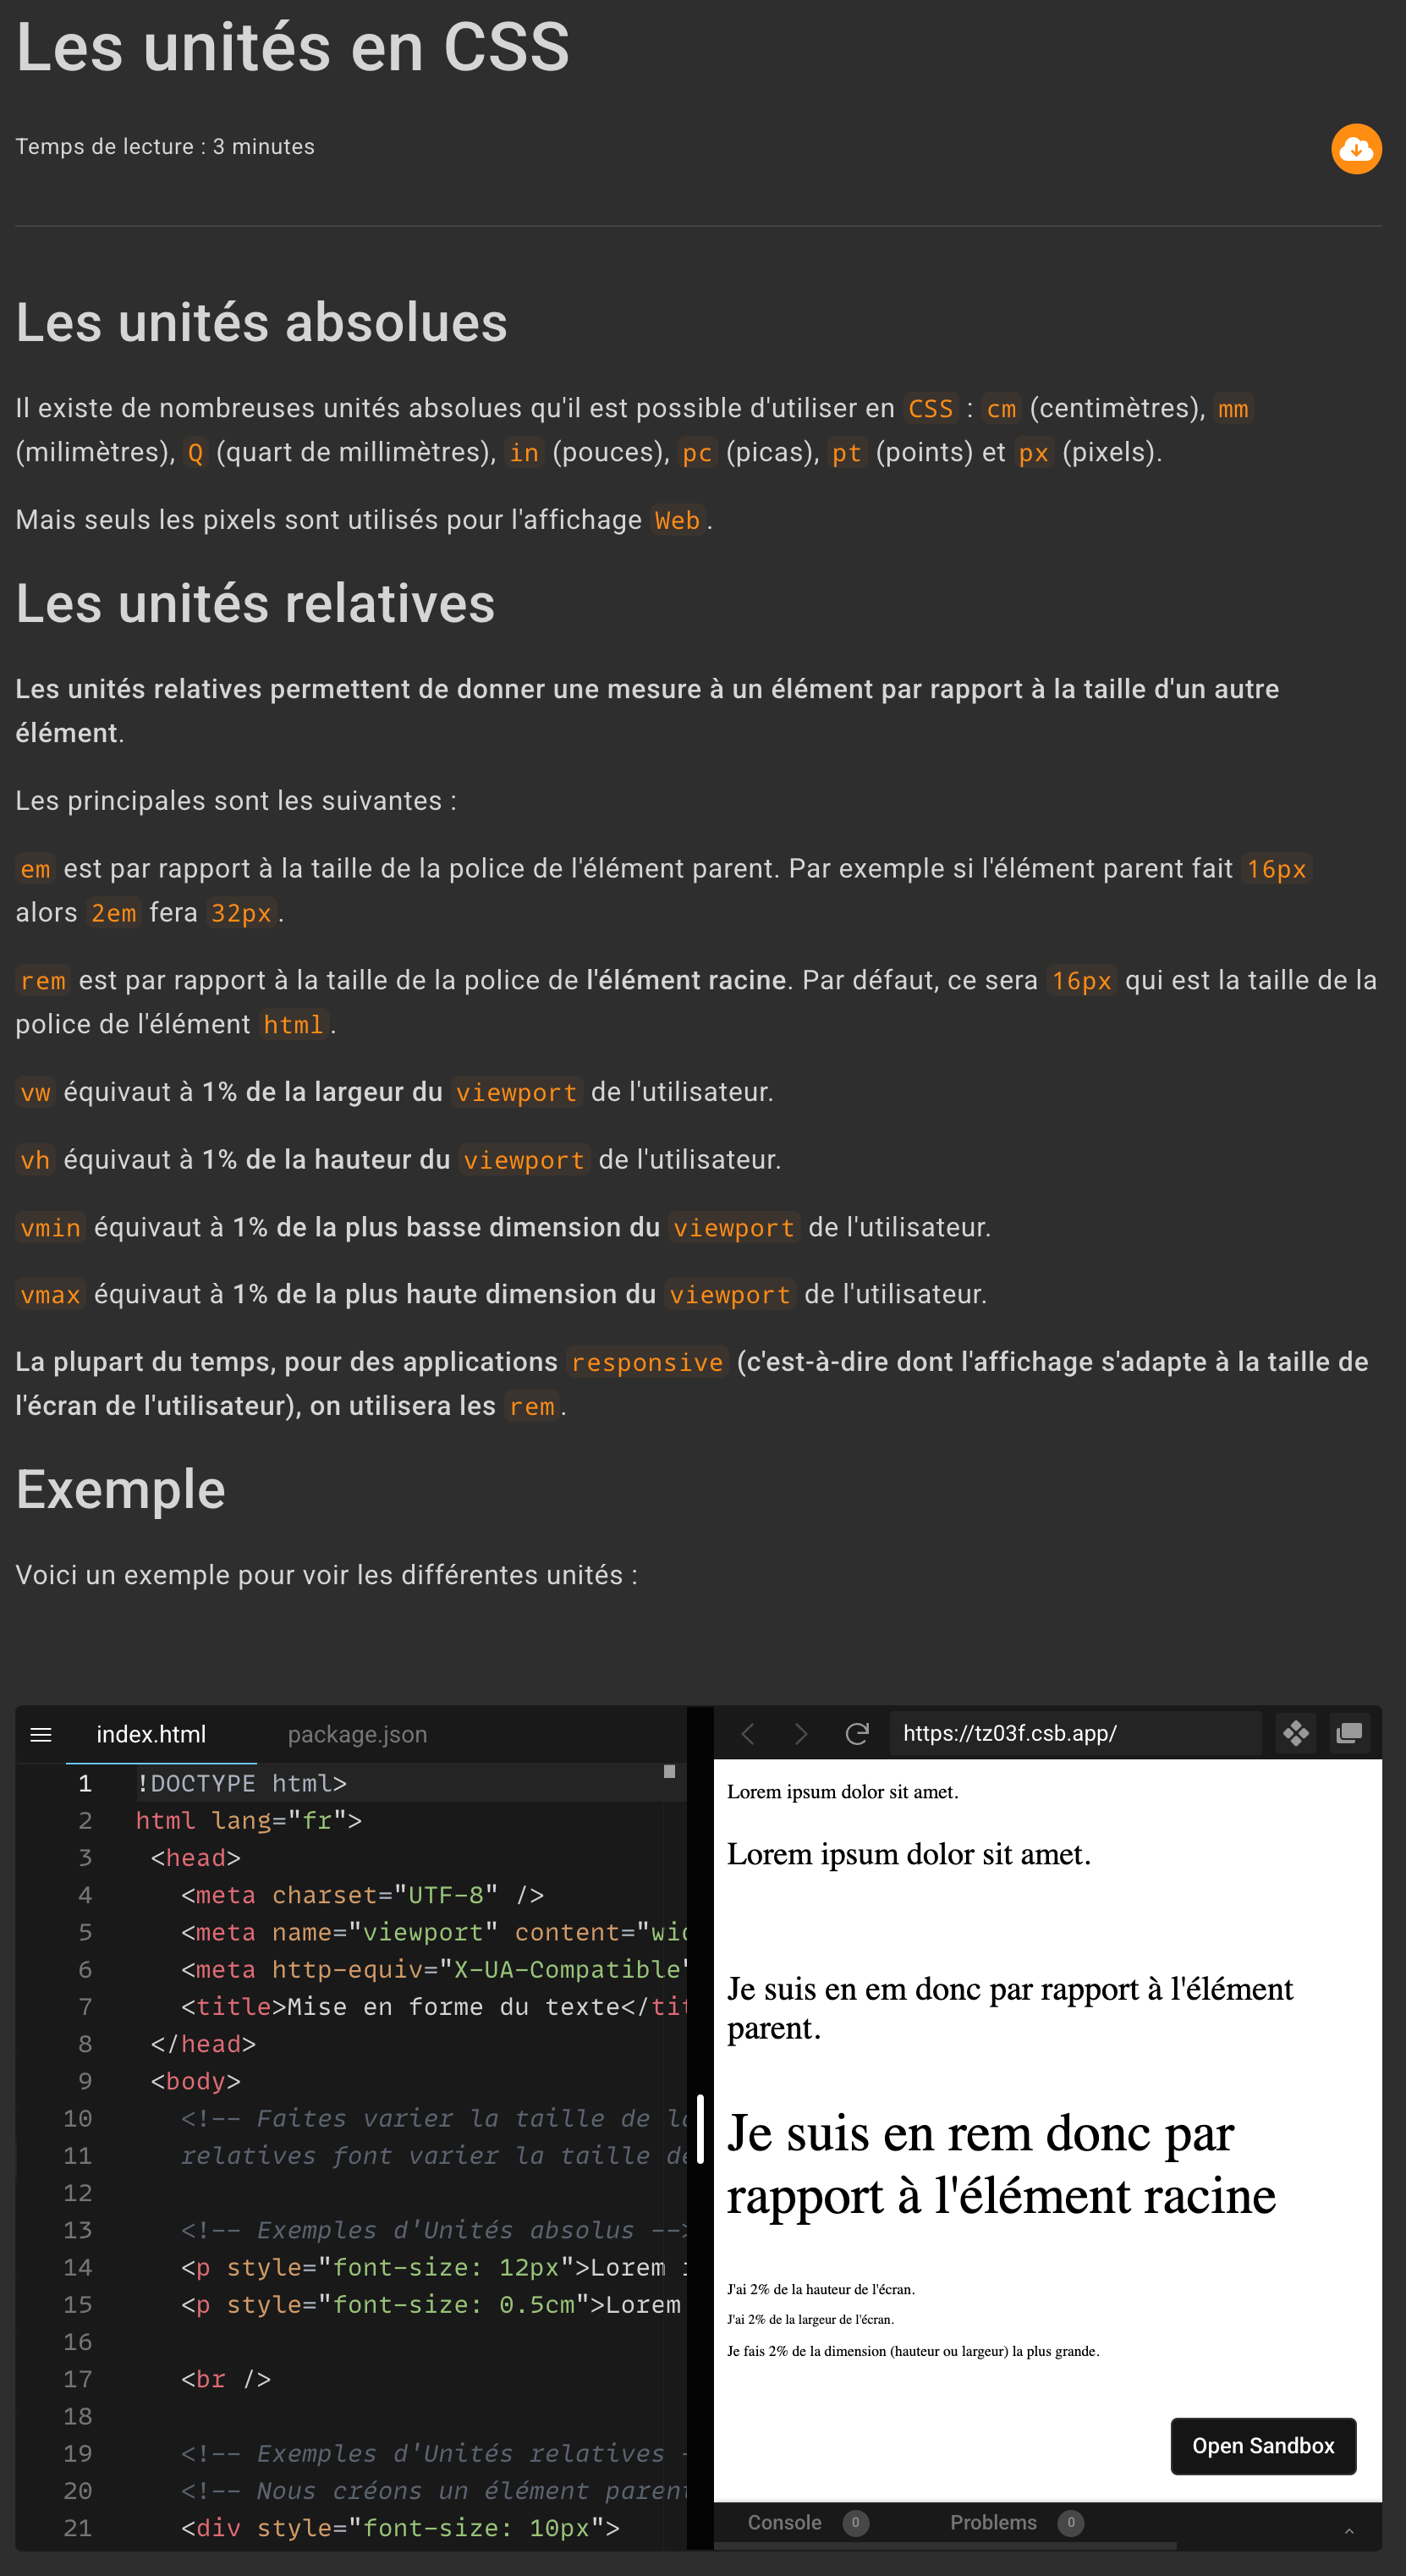 Les unités en CSS
Temps de lecture : 3 minutes
Les unités absolues
Il existe de nombreuses unités absolues qu'il est possible d'utiliser en CSS : cm (centimètres), mm
(milimètres), Q (quart de millimètres), in (pouces), pc (picas), pt (points) et px (pixels).
Mais seuls les pixels sont utilisés pour l'affichage Web.
Les unités relatives
Les unités relatives permettent de donner une mesure à un élément par rapport à la taille d'un autre
élément.
Les principales sont les suivantes :
em est par rapport à la taille de la police de l'élément parent. Par exemple si l'élément parent fait 16px
alors 2em fera 32px.
rem est par rapport à la taille de la police de l'élément racine. Par défaut, ce sera 16px qui est la taille de la
police de l'élément html.
vw équivaut à 1% de la largeur du viewport de l'utilisateur.
vh équivaut à 1% de la hauteur du viewport de l'utilisateur.
vmin équivaut à 1% de la plus basse dimension du viewport de l'utilisateur.
vmax équivaut à 1% de la plus haute dimension du viewport de l'utilisateur.
La plupart du temps, pour des applications responsive (c'est-à-dire dont l'affichage s'adapte à la taille de
l'écran de l'utilisateur), on utilisera les rem.
Exemple
Voici un exemple pour voir les différentes unités :
index.html package.json
1 !DOCTYPE html>
2 html lang="fr">
3 <head>
4 <meta charset="UTF-8" />
5 <meta name="viewport" content="wid
6 <meta http-equiv="X-UA-Compatible"
7 <title>Mise en forme du texte</tit
8 </head>
9 <body>
10 <!-- Faites varier la taille de la
11 relatives font varier la taille de
12
13 <!-- Exemples d'Unités absolus -->
14 <p style="font-size: 12px">Lorem i
15 <p style="font-size: 0.5cm">Lorem
16
17 <br />
18
19 <!-- Exemples d'Unités relatives -
20 <!-- Nous créons un élément parent
21 <div style="font-size: 10px">
https://tz03f.csb.app/
Lorem ipsum dolor sit amet.
Lorem ipsum dolor sit amet.
Je suis en em donc par rapport à l'élément
parent.
Je suis en rem donc par
rapport à l'élément racine
J'ai 2% de la hauteur de l'écran.
J'ai 2% de la largeur de l'écran.
Je fais 2% de la dimension (hauteur ou largeur) la plus grande.
Open Sandbox
Console 0 Problems 0